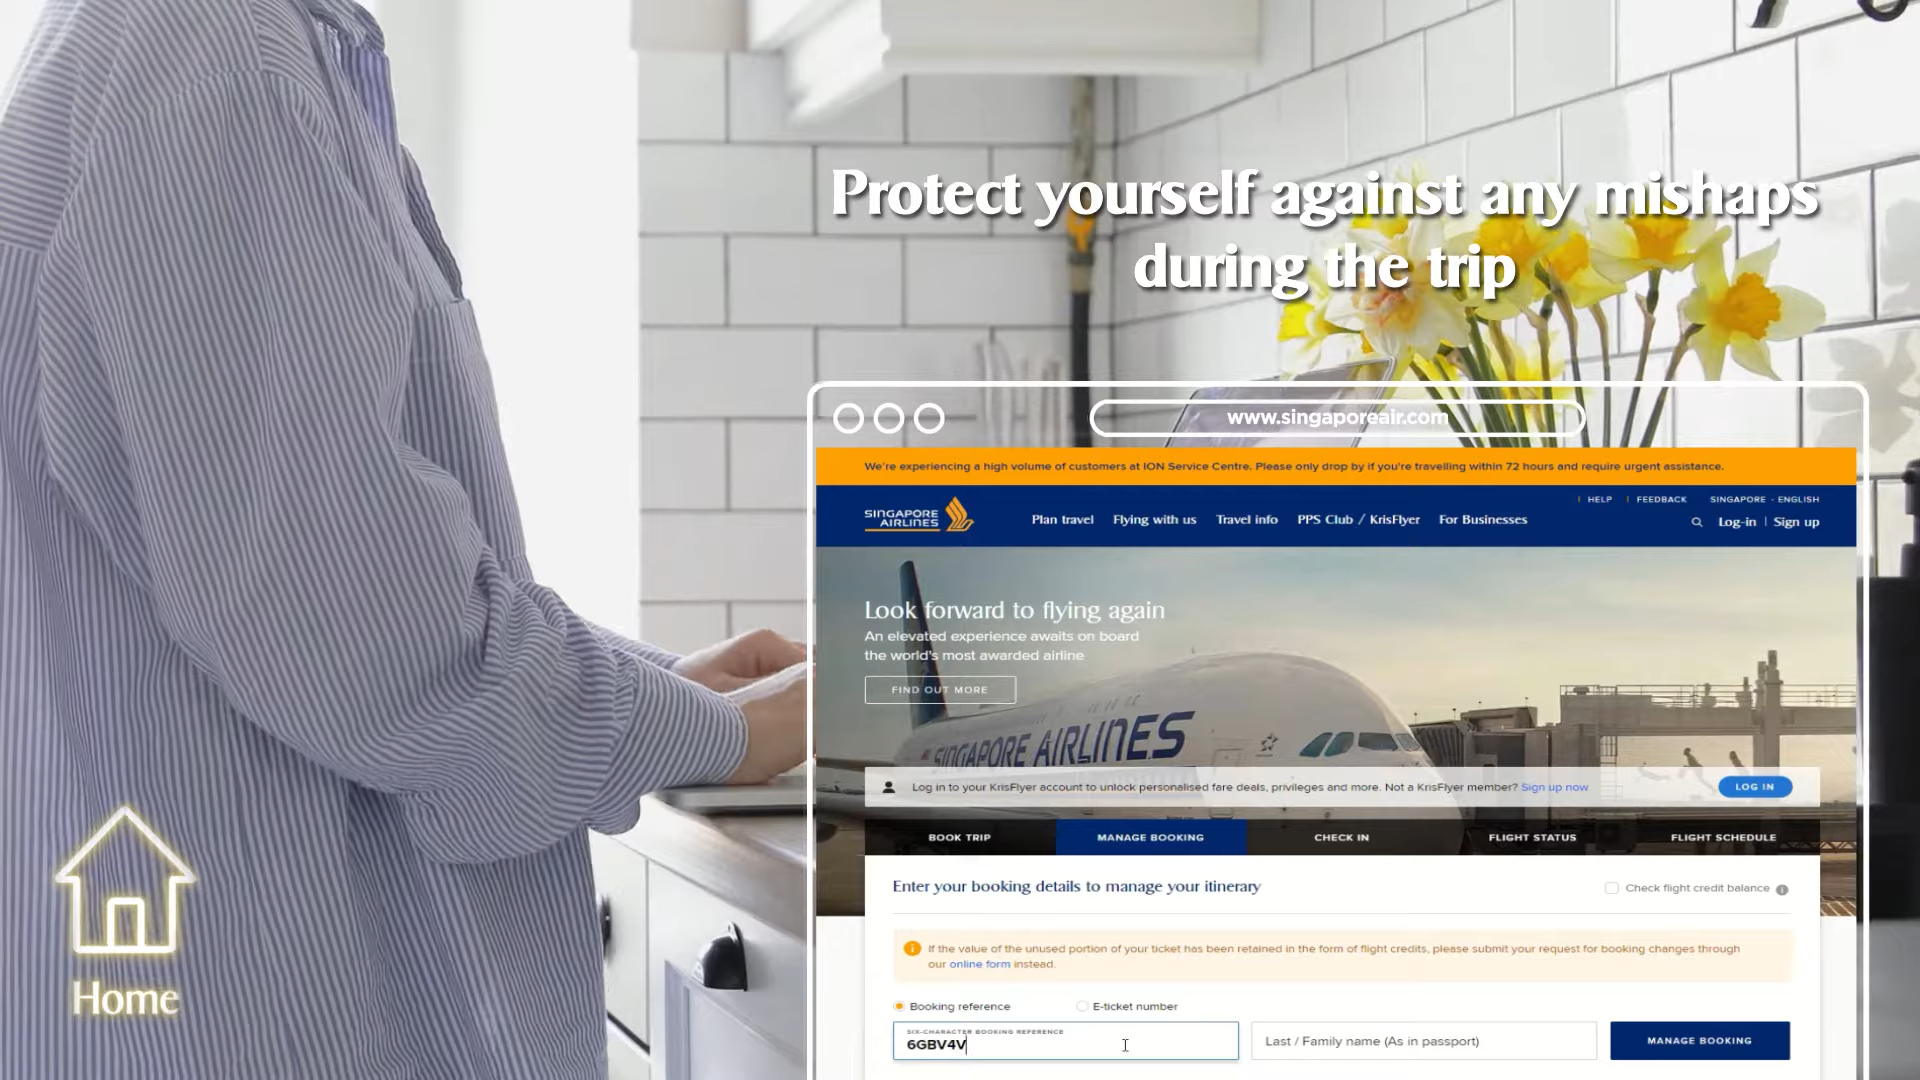 Protect yourself against any mishaps
during the trip
www.singaporeair.com
We're experiencing a high volume of customers at ION Service Centre. Please only drop by if you're travelling within 72 hours and require urgent assistance.
HELP
FEEDBACK
SINGAPORE - ENGLISH
SINGAPORE
AIRLINES
Plan travel
Flying with us
Travel info
PPS Club / KrisFlyer
For Businesses
Log-in
Sign up
Look forward to flying again
An elevated experience awaits on board
the world's most awarded airline
FIND OUT MORE
SINGAPORE AIRLINES
Log in to your KrisFlyer account to unlock personalised fare deals, privileges and more. Not a KrisFlyer member? Sign up now
LOG IN
BOOK TRIP
MANAGE BOOKING
CHECK IN
FLIGHT STATUS
FLIGHT SCHEDULE
Enter your booking details to manage your itinerary
Check flight credit balance
If the value of the unused portion of your ticket has been retained in the form of flight credits, please submit your request for booking changes through
our online form instead.
Booking reference
E-ticket number
SIX-CHARACTER BOOKING REFERENCE
6GBV4V
Last / Family name (As in passport)
MANAGE BOOKING
Home